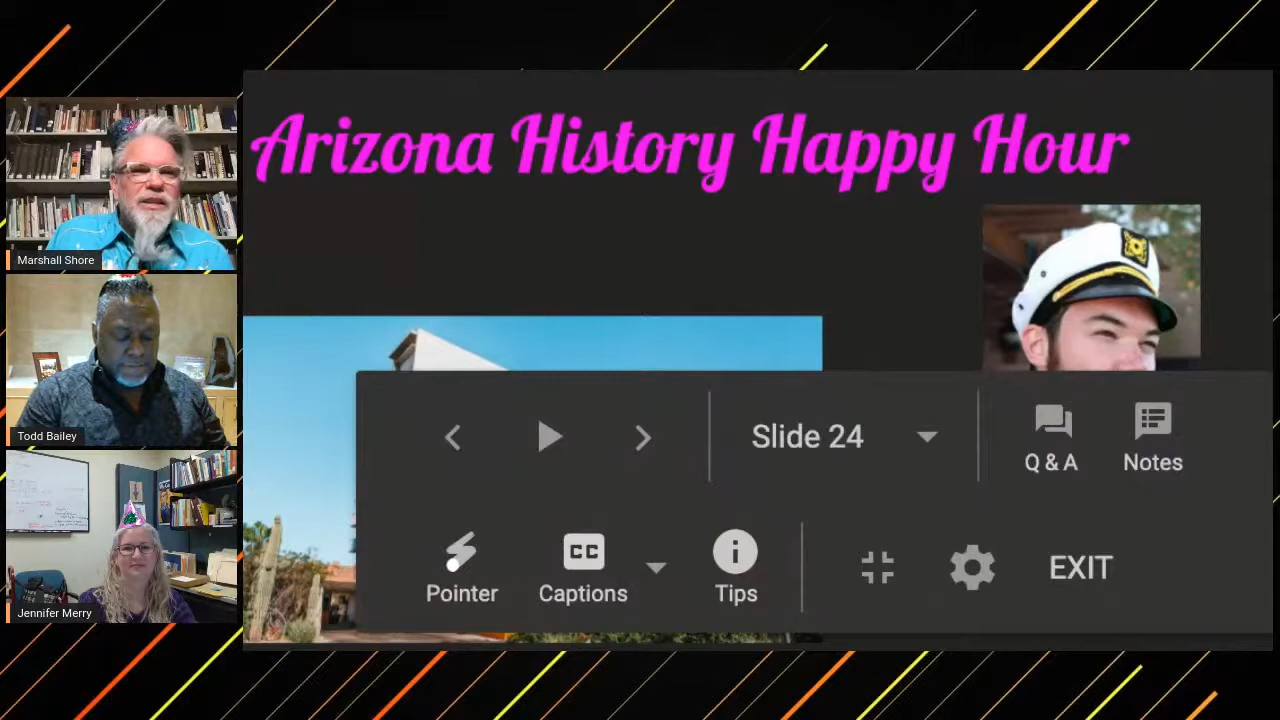 Arizona History Happy Hour
Marshall Shore
Todd Bailey
Jennifer Merry
Slide 24
Q & A
Notes
Pointer
CC
Captions
Tips
EXIT